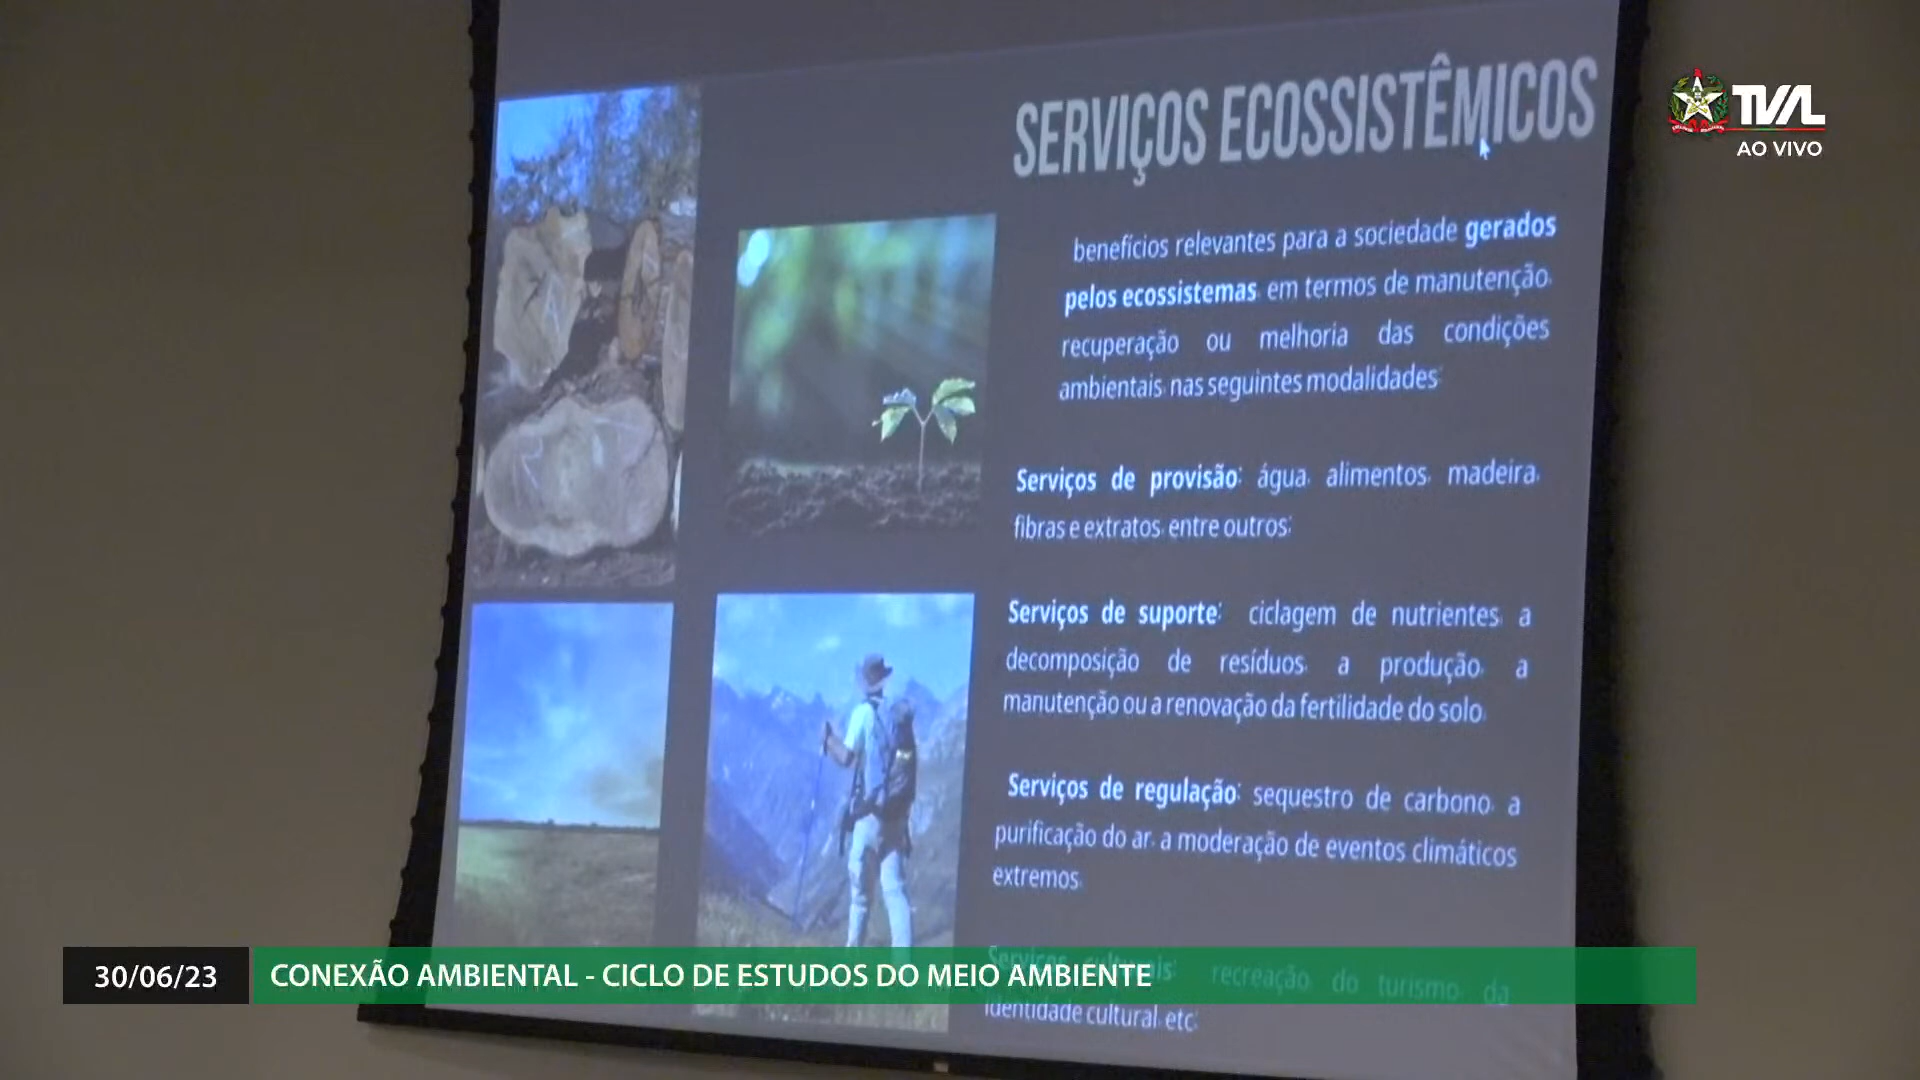 SERVIÇOS ECOSSISTÊMICOS
TVAL
AO VIVO
benefícios relevantes para a sociedade gerados
pelos ecossistemas, em termos de manutenção,
recuperação ou melhoria das condições
ambientais, nas seguintes modalidades:
Serviços de provisão: água, alimentos, madeira,
fibras e extratos, entre outros;
Serviços de suporte: ciclagem de nutrientes, a
decomposição de resíduos, a produção, a
manutenção ou a renovação da fertilidade do solo,
Serviços de regulação: sequestro de carbono, a
purificação do ar, a moderação de eventos climáticos
extremos,
Serviços culturais: recreação do turismo, da
identidade cultural, etc;
30/06/23
CONEXÃO AMBIENTAL - CICLO DE ESTUDOS DO MEIO AMBIENTE